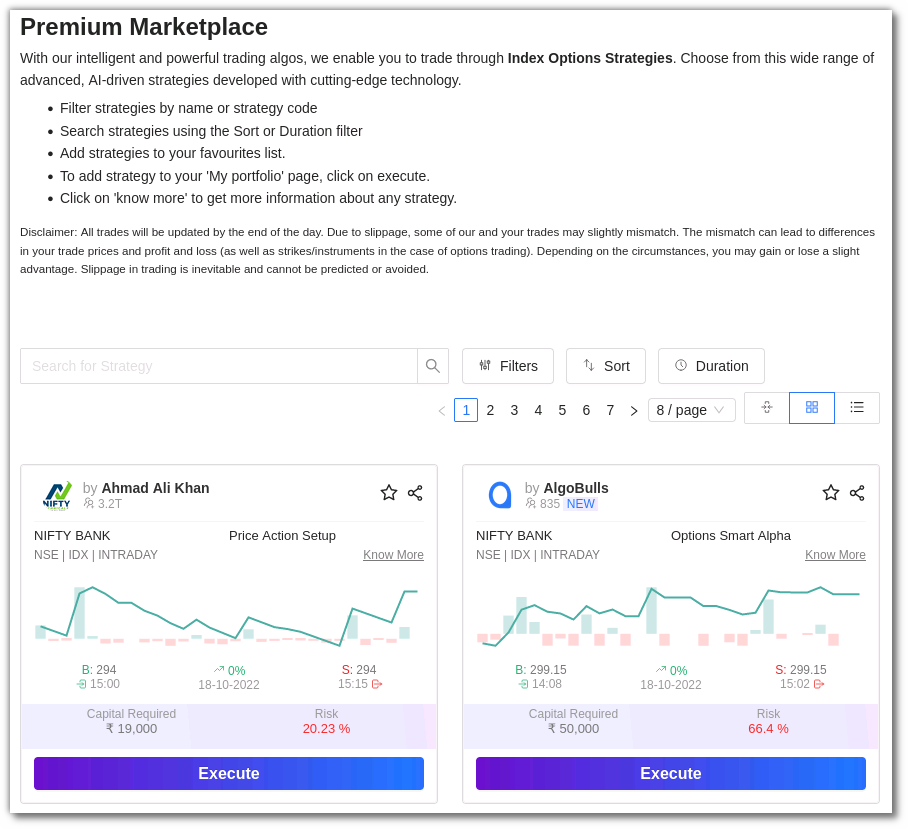 Premium Marketplace
With our intelligent and powerful trading algos, we enable you to trade through Index Options Strategies. Choose from this wide range of
advanced, AI-driven strategies developed with cutting-edge technology.
• Filter strategies by name or strategy code
• Search strategies using the Sort or Duration filter
• Add strategies to your favourites list.
• To add strategy to your 'My portfolio' page, click on execute.
• Click on 'know more' to get more information about any strategy.
Disclaimer: All trades will be updated by the end of the day. Due to slippage, some of our and your trades may slightly mismatch. The mismatch can lead to differences
in your trade prices and profit and loss (as well as strikes/instruments in the case of options trading). Depending on the circumstances, you may gain or lose a slight
advantage. Slippage in trading is inevitable and cannot be predicted or avoided.
Search for Strategy Filters Sort Duration
< 1 2 3 4 5 6 7 > 8 / page
NIFTY
by Ahmad Ali Khan
3.2T
NIFTY BANK Price Action Setup
NSE | IDX | INTRADAY Know More
B: 294 0% S: 294
15:00 18-10-2022 15:15
Capital Required Risk
₹ 19,000 20.23 %
Execute
by AlgoBulls
835 NEW
NIFTY BANK Options Smart Alpha
NSE | IDX | INTRADAY Know More
B: 299.15 0% S: 299.15
14:08 18-10-2022 15:02
Capital Required Risk
₹ 50,000 66.4 %
Execute